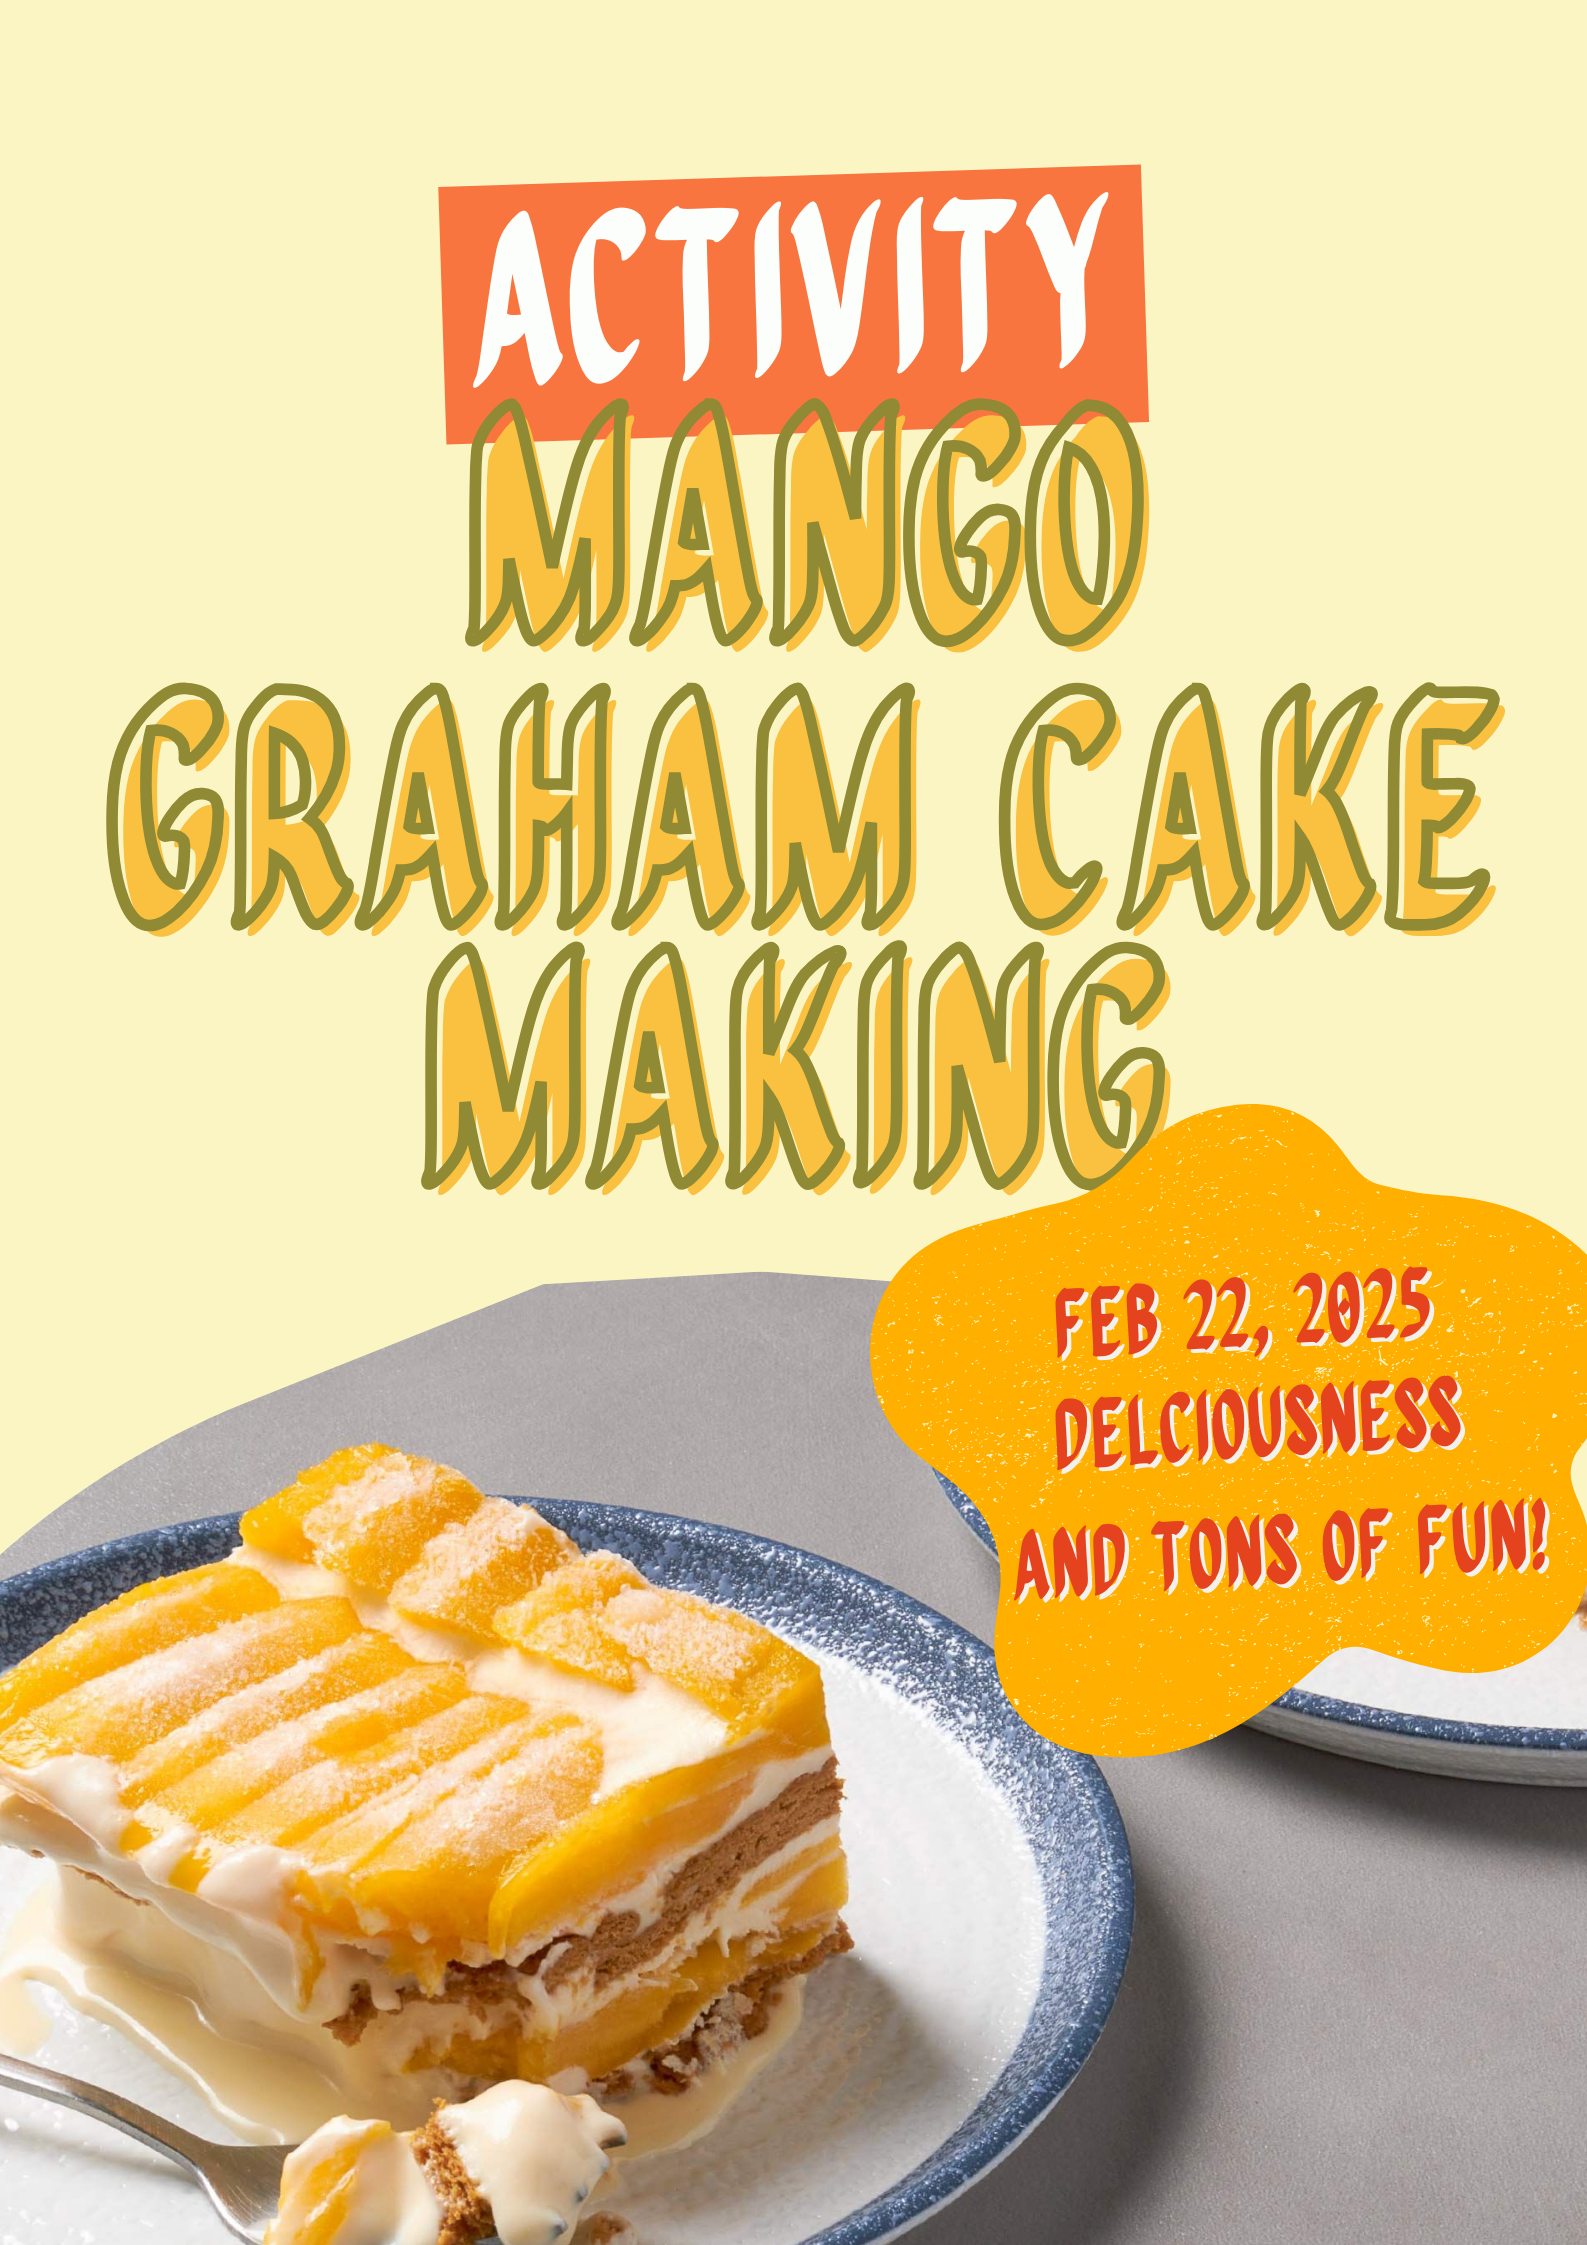 ACTIVITY
MANGO
GRAHAM CAKE
MAKING
FEB 22, 2025
DELCIOUSNESS
AND TONS OF FUN!